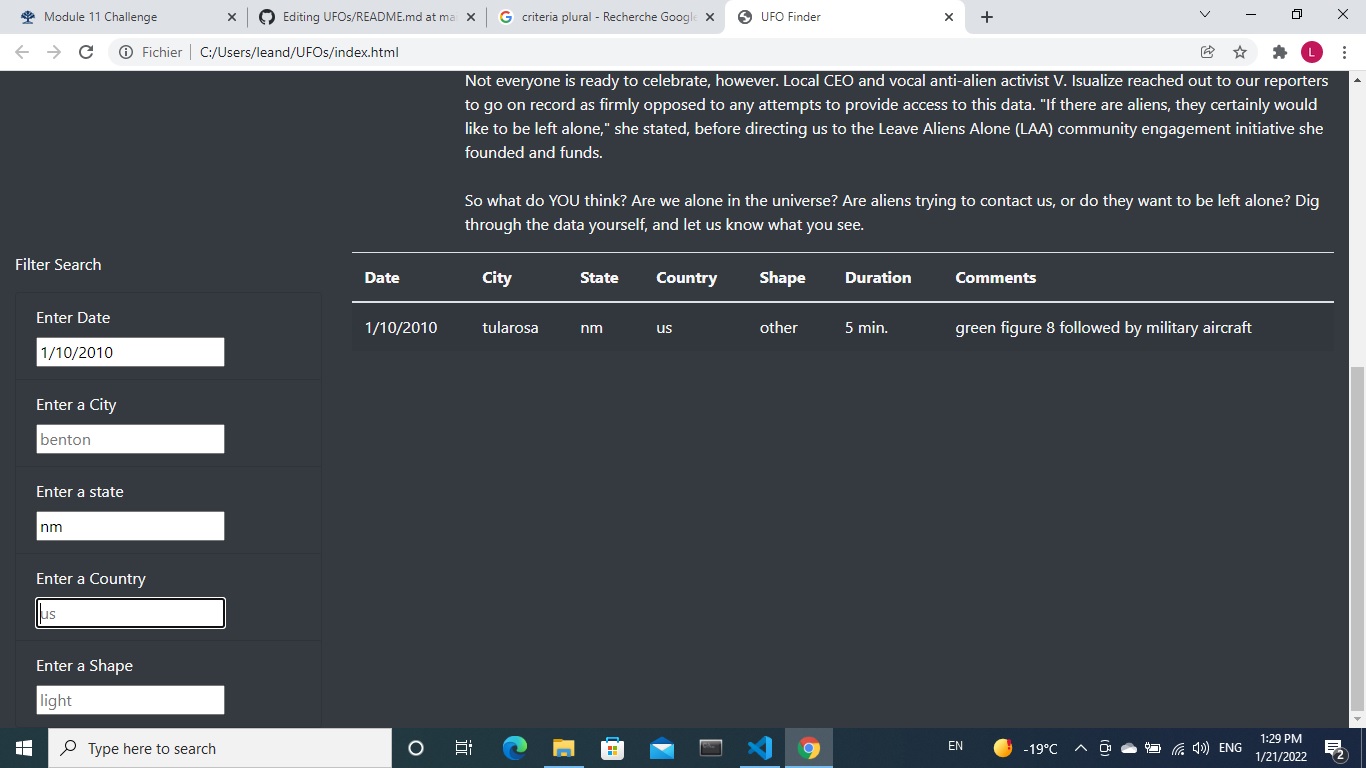 Module 11 Challenge
Editing UFOs/README.md at ma
criteria plural - Recherche Google
UFO Finder
Fichier
C:/Users/leand/UFOs/index.html
L
Not everyone is ready to celebrate, however. Local CEO and vocal anti-alien activist V. Isualize reached out to our reporters
to go on record as firmly opposed to any attempts to provide access to this data. "If there are aliens, they certainly would
like to be left alone," she stated, before directing us to the Leave Aliens Alone (LAA) community engagement initiative she
founded and funds.
So what do YOU think? Are we alone in the universe? Are aliens trying to contact us, or do they want to be left alone? Dig
through the data yourself, and let us know what you see.
Filter Search
Enter Date
1/10/2010
Enter a City
benton
Enter a state
nm
Enter a Country
us
Enter a Shape
light
Date City State Country Shape Duration Comments
1/10/2010 tularosa nm us other 5 min. green figure 8 followed by military aircraft
Type here to search
EN
-19°C
ENG
1:29 PM
1/21/2022
2